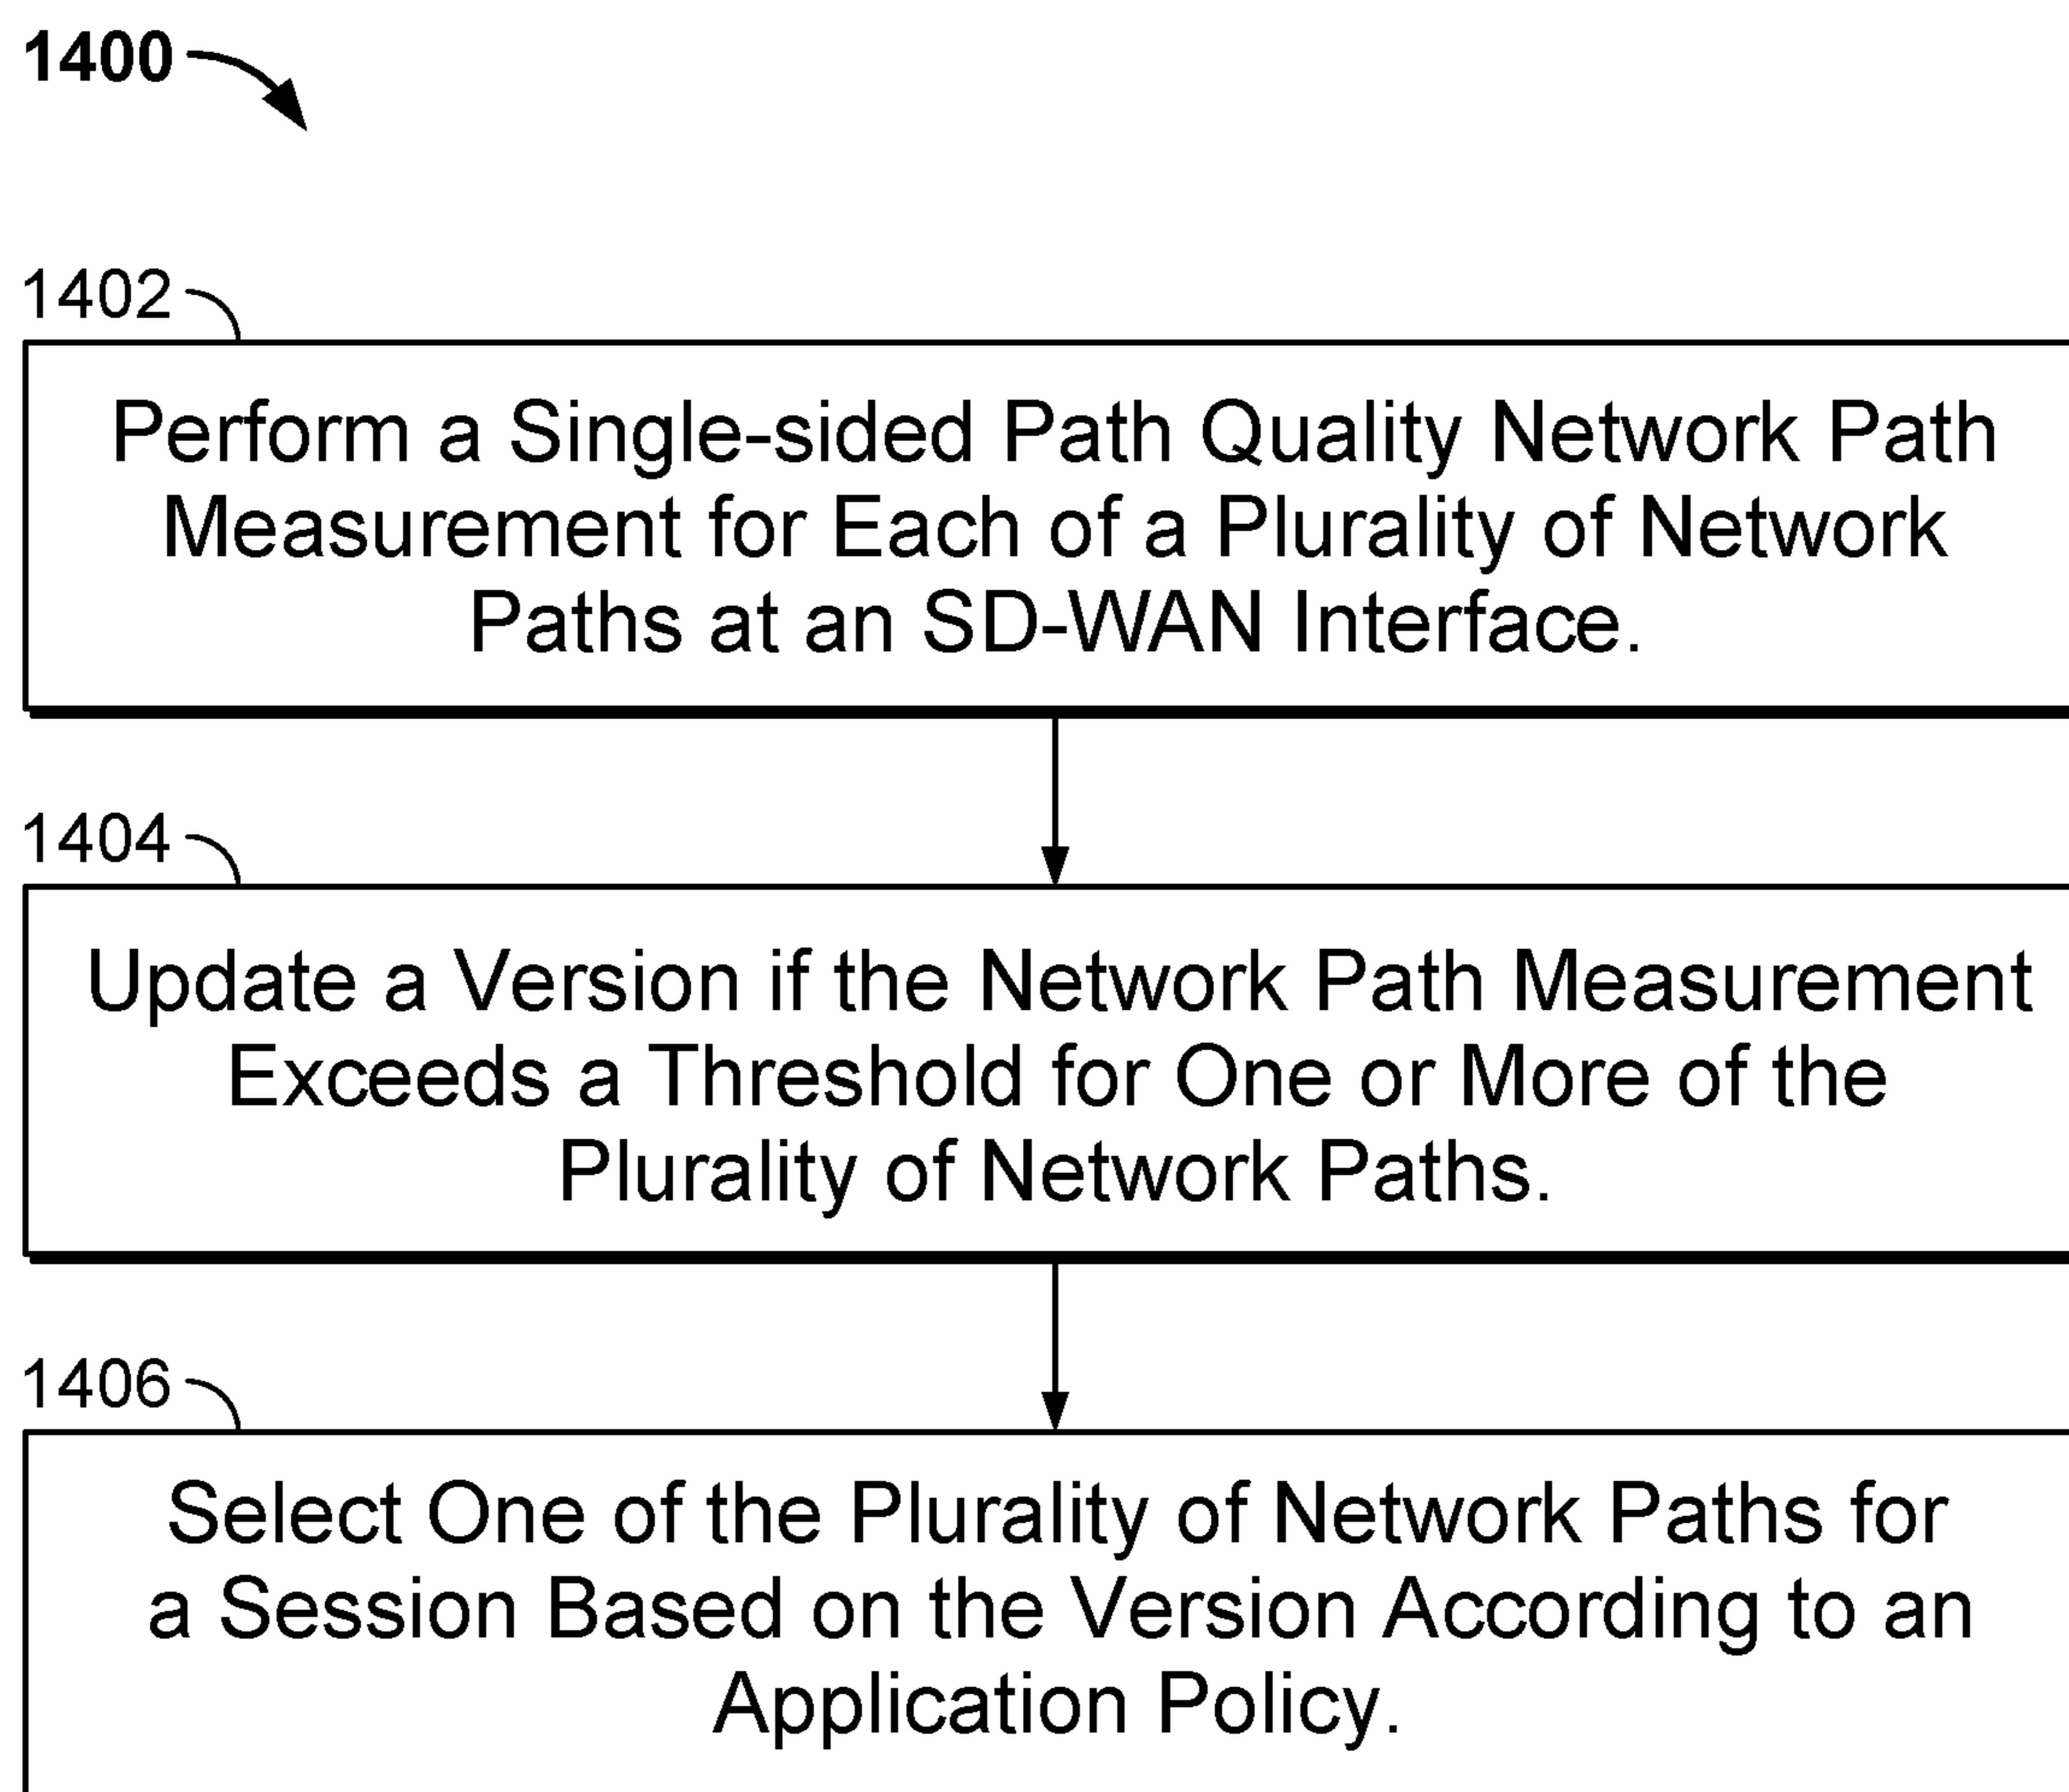 1400
1402
Perform a Single-sided Path Quality Network Path
Measurement for Each of a Plurality of Network
Paths at an SD-WAN Interface.
1404
Update a Version if the Network Path Measurement
Exceeds a Threshold for One or More of the
Plurality of Network Paths.
1406
Select One of the Plurality of Network Paths for
a Session Based on the Version According to an
Application Policy.